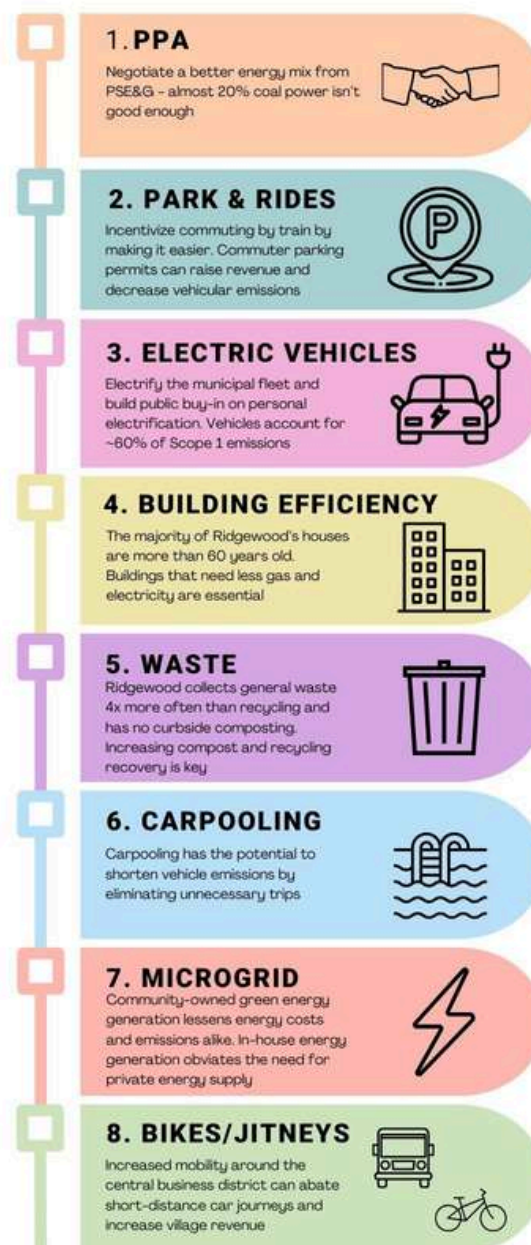 1. PPA
Negotiate a better energy mix from
PSE&G - almost 20% coal power isn't
good enough
2. PARK & RIDES
Incentivize commuting by train by
making it easier. Commuter parking
permits can raise revenue and
decrease vehicular emissions
P
3. ELECTRIC VEHICLES
Electrify the municipal fleet and
build public buy-in on personal
electrification. Vehicles account for
~60% of Scope 1 emissions
4. BUILDING EFFICIENCY
The majority of Ridgewood's houses
are more than 60 years old.
Buildings that need less gas and
electricity are essential
5. WASTE
Ridgewood collects general waste
4x more often than recycling and
has no curbside composting.
Increasing compost and recycling
recovery is key
6. CARPOOLING
Carpooling has the potential to
shorten vehicle emissions by
eliminating unnecessary trips
7. MICROGRID
Community-owned green energy
generation lessens energy costs
and emissions alike. In-house energy
generation obviates the need for
private energy supply
8. BIKES/JITNEYS
Increased mobility around the
central business district can abate
short-distance car journeys and
increase village revenue